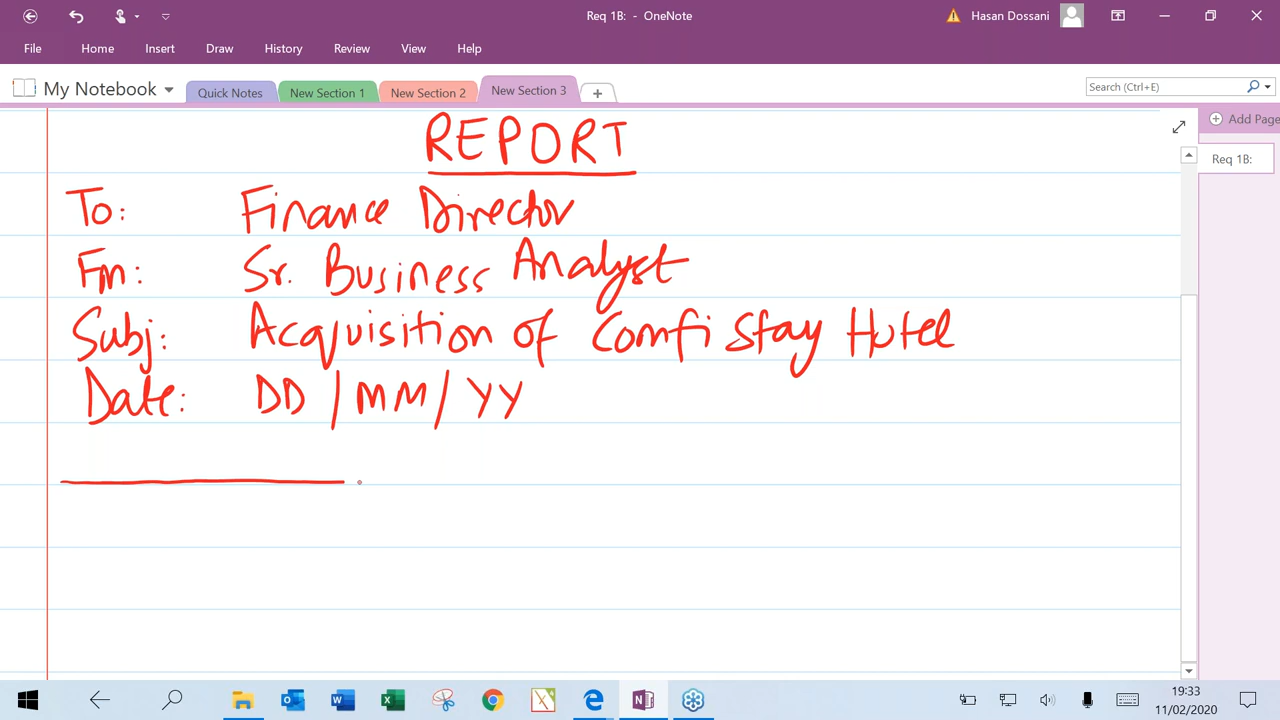 Req 1B: - OneNote
Hasan Dossani
File Home Insert Draw History Review View Help
My Notebook Quick Notes New Section 1 New Section 2 New Section 3 +
Search (Ctrl+E)
Add Page
Req 1B:
REPORT
To: Finance Director
Fm: Sr. Business Analyst
Subj: Acquisition of Comfi Stay Hotel
Date: DD/MM/YY
19:33
11/02/2020